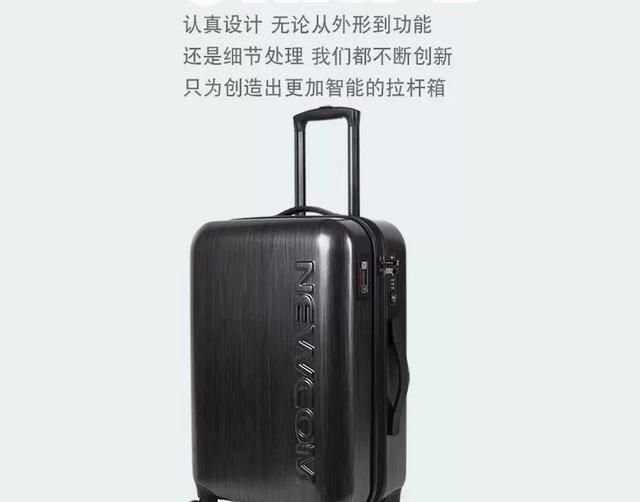 认真设计 无论从外形到功能
还是细节处理 我们都不断创新
只为创造出更加智能的拉杆箱
NEWCOM